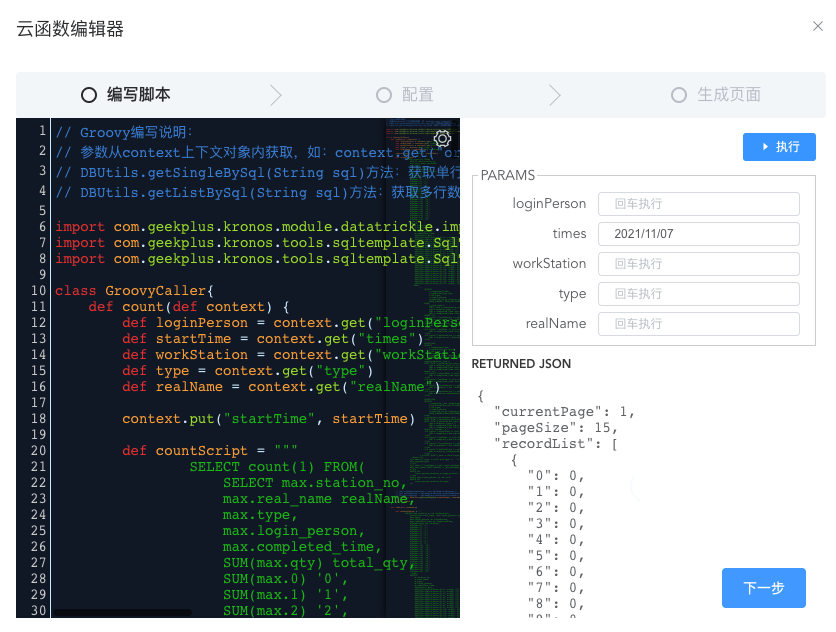 云函数编辑器
编写脚本
配置
生成页面
1 // Groovy编写说明：
2 // 参数从context上下文对象内获取，如：context.get("
3 // DBUtils.getSingleBySql(String sql)方法：获取单行
4 // DBUtils.getListBySql(String sql)方法：获取多行数
5
6 import com.geekplus.kronos.module.datatrickle.im
7 import com.geekplus.kronos.tools.sqltemplate.Sql
8 import com.geekplus.kronos.tools.sqltemplate.Sql
9
10 class GroovyCaller{
11 def count(def context) {
12 def loginPerson = context.get("loginPers
13 def startTime = context.get("times")
14 def workStation = context.get("workStati
15 def type = context.get("type")
16 def realName = context.get("realName")
17
18 context.put("startTime", startTime)
19
20 def countScript = """
21 SELECT count(1) FROM(
22 SELECT max.station_no,
23 max.real_name realName,
24 max.type,
25 max.login_person,
26 max.completed_time,
27 SUM(max.qty) total_qty,
28 SUM(max.0) '0',
29 SUM(max.1) '1',
30 SUM(max.2) '2',
执行
PARAMS
loginPerson 回车执行
times 2021/11/07
workStation 回车执行
type 回车执行
realName 回车执行
RETURNED JSON
{
"currentPage": 1,
"pageSize": 15,
"recordList": [
{
"0": 0,
"1": 0,
"2": 0,
"3": 0,
"4": 0,
"5": 0,
"6": 0,
"7": 0,
"8": 0,
下一步